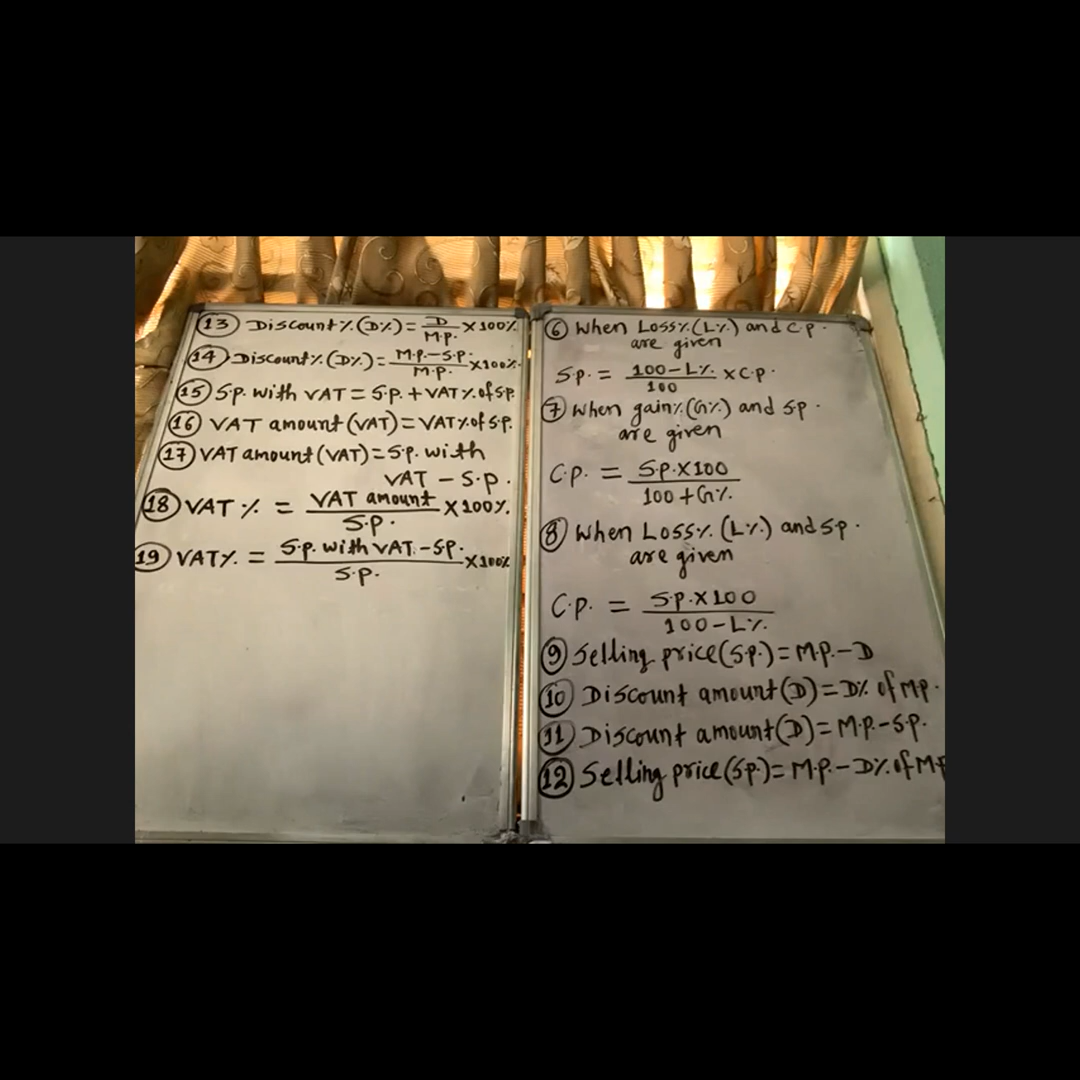 (13) Discount%(D%) = D/M.P. × 100%
(14) Discount%(D%) = M.P.-S.P./M.P. × 100%
(15) S.P. with VAT = S.P. + VAT% of S.P.
(16) VAT amount (VAT) = VAT% of S.P.
(17) VAT amount (VAT) = S.P. with
VAT - S.P.
(18) VAT % = VAT amount/S.P. × 100%
(19) VAT% = S.P. with VAT - S.P./S.P. × 100%
(6) When Loss%(L%) and C.P.
are given
S.P. = 100-L%/100 × C.P.
(7) When gain%(G%) and S.P.
are given
C.P. = S.P. × 100/100 + G%
(8) When Loss%(L%) and S.P.
are given
C.P. = S.P. × 100/100 - L%
(9) Selling price (S.P.) = M.P. - D
(10) Discount amount (D) = D% of M.P.
(11) Discount amount (D) = M.P. - S.P.
(12) Selling price (S.P.) = M.P. - D% of M.P